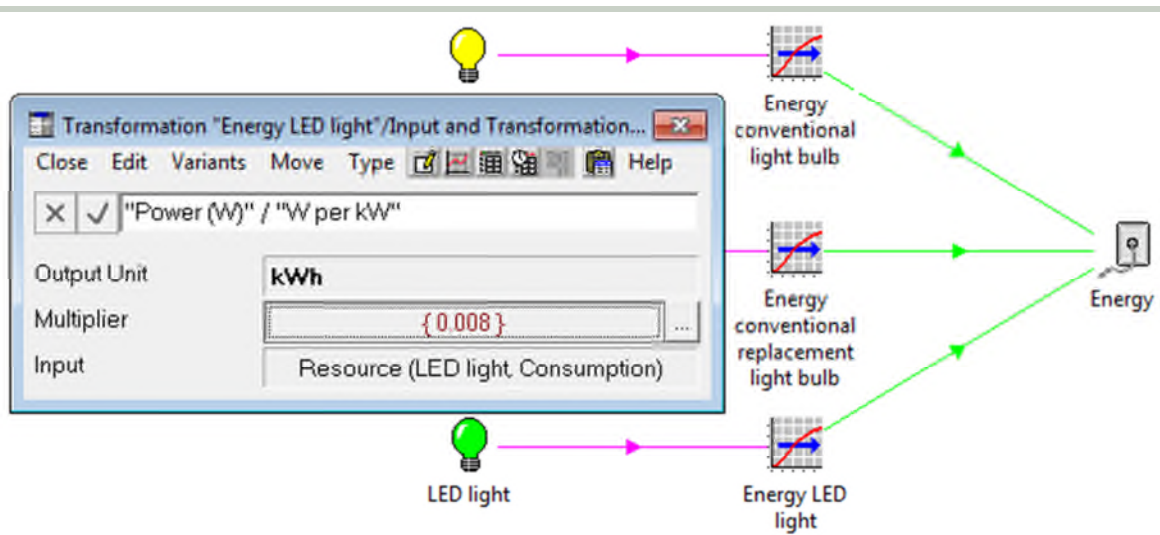 Transformation "Energy LED light"/Input and Transformation...
Close Edit Variants Move Type Help
"Power (W)" / "W per kW"
Output Unit kWh
Multiplier {0.008} ...
Input Resource (LED light, Consumption)
Energy
conventional
light bulb
Energy
conventional
replacement
light bulb
Energy
LED light
Energy LED
light